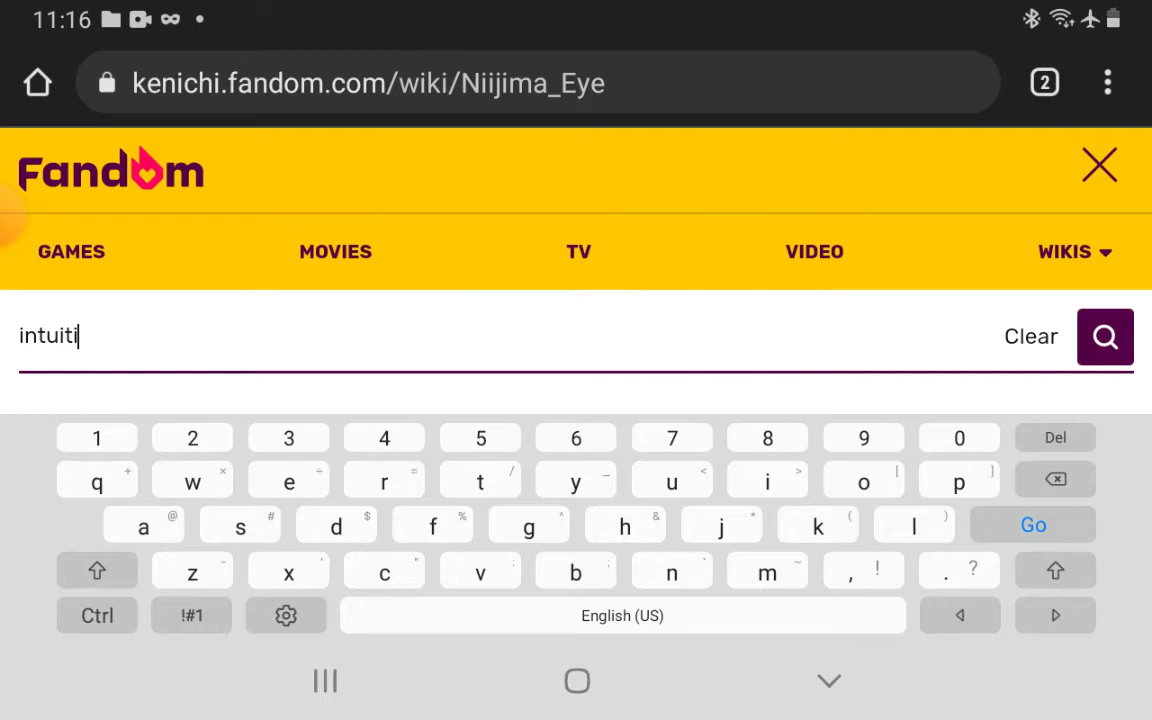 11:16
2
kenichi.fandom.com/wiki/Niijima_Eye
Fandom
GAMES MOVIES TV VIDEO WIKIS
intuiti Clear
1 2 3 4 5 6 7 8 9 0 Del
q + w × e ÷ r = t / y _ u < i > o [ p ]
a @ s # d $ f % g ^ h & j * k ( l ) Go
z - x ' c " v : b ; n , m ~ , ! . ?
Ctrl !#1 English (US)